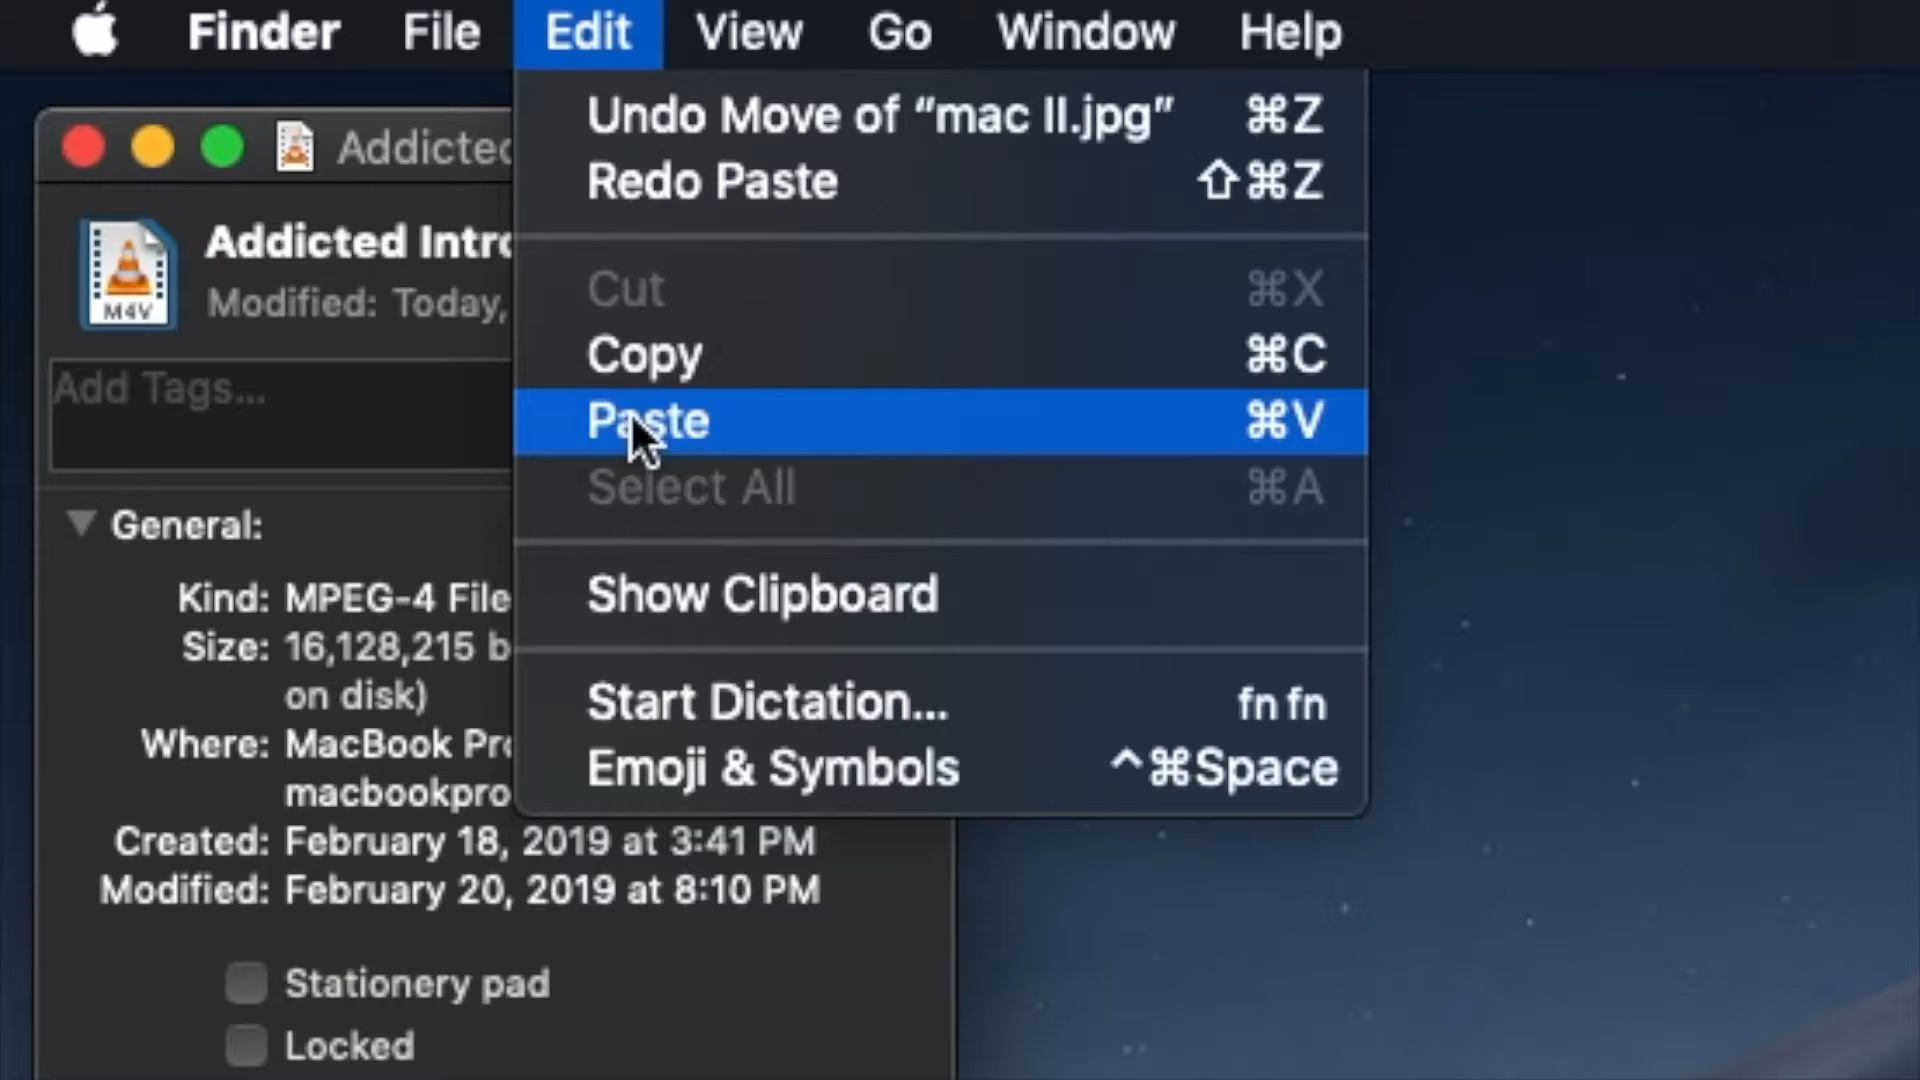 Finder File Edit View Go Window Help
Undo Move of “mac II.jpg” ⌘Z
Redo Paste ⇧⌘Z
Cut ⌘X
Copy ⌘C
Paste ⌘V
Select All ⌘A
Show Clipboard
Start Dictation... fn fn
Emoji & Symbols ^⌘Space
Addicted
M4V
Addicted Intro
Modified: Today,
Add Tags...
General:
Kind: MPEG-4 File
Size: 16,128,215 b
on disk)
Where: MacBook Pro
macbookpro
Created: February 18, 2019 at 3:41 PM
Modified: February 20, 2019 at 8:10 PM
Stationery pad
Locked